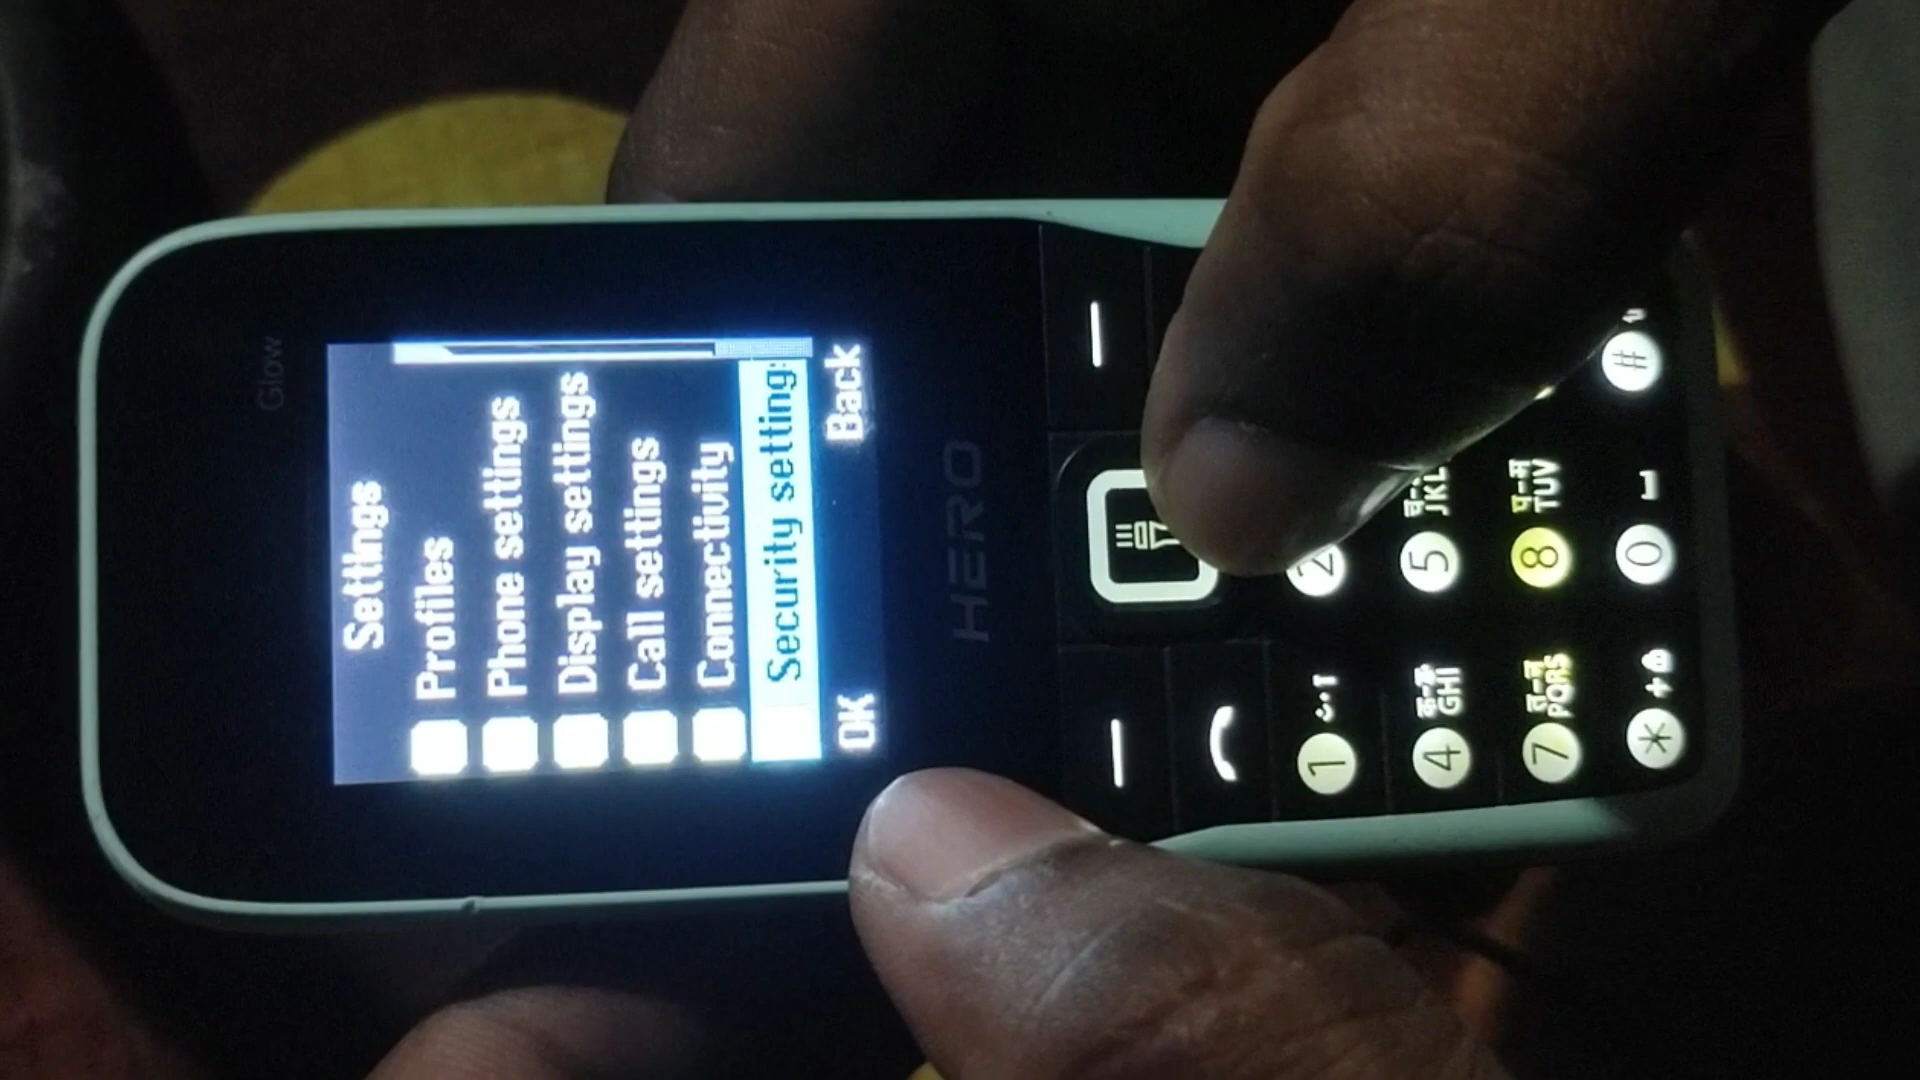 Glow
Settings
Profiles
Phone settings
Display settings
Call settings
Connectivity
Security setting
OK
Back
HERO
1
2
4 GHI
5 JKL
7 PQRS
8 प-म TUV
* +
0
#